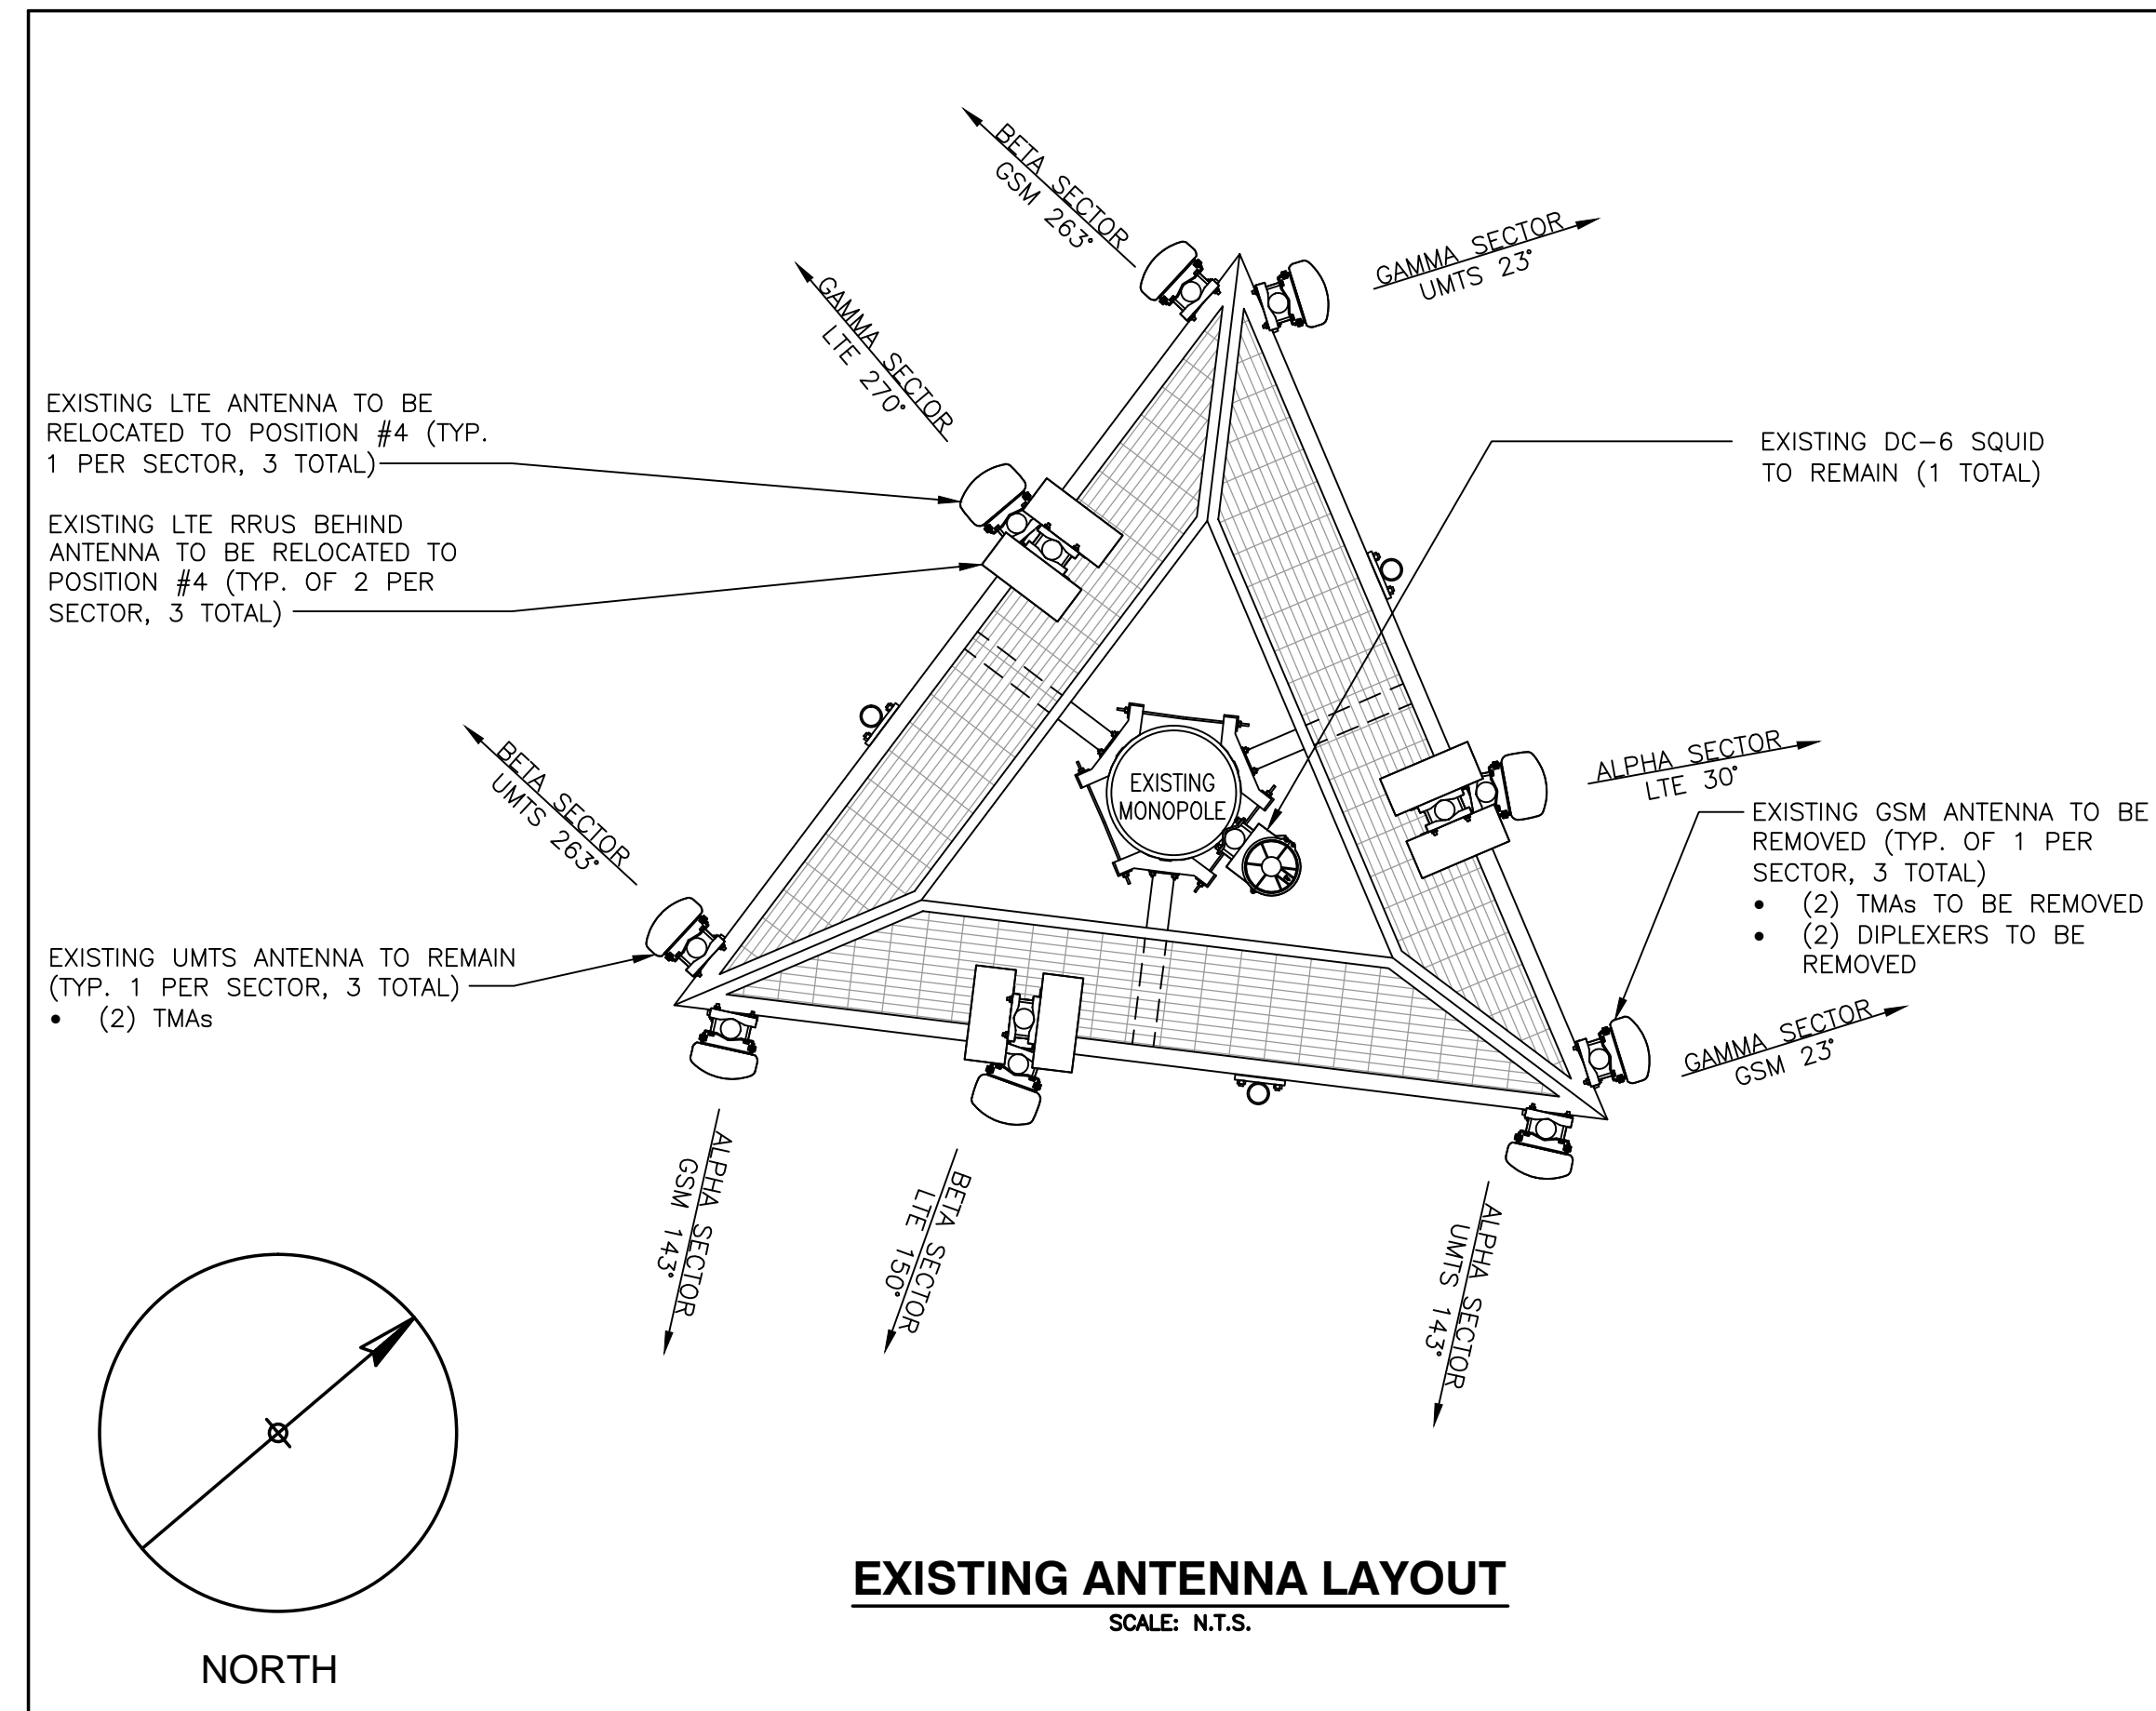 BETA SECTOR
GSM 263°
GAMMA SECTOR
UMTS 23°
GAMMA SECTOR
LTE 270°
EXISTING LTE ANTENNA TO BE
RELOCATED TO POSITION #4 (TYP.
1 PER SECTOR, 3 TOTAL)
EXISTING LTE RRUS BEHIND
ANTENNA TO BE RELOCATED TO
POSITION #4 (TYP. OF 2 PER
SECTOR, 3 TOTAL)
EXISTING DC-6 SQUID
TO REMAIN (1 TOTAL)
BETA SECTOR
UMTS 263°
EXISTING
MONOPOLE
ALPHA SECTOR
LTE 30°
EXISTING GSM ANTENNA TO BE
REMOVED (TYP. OF 1 PER
SECTOR, 3 TOTAL)
• (2) TMAs TO BE REMOVED
• (2) DIPLEXERS TO BE
REMOVED
EXISTING UMTS ANTENNA TO REMAIN
(TYP. 1 PER SECTOR, 3 TOTAL)
• (2) TMAs
GAMMA SECTOR
GSM 23°
ALPHA SECTOR
GSM 143°
BETA SECTOR
LTE 150°
ALPHA SECTOR
UMTS 143°
EXISTING ANTENNA LAYOUT
SCALE: N.T.S.
NORTH